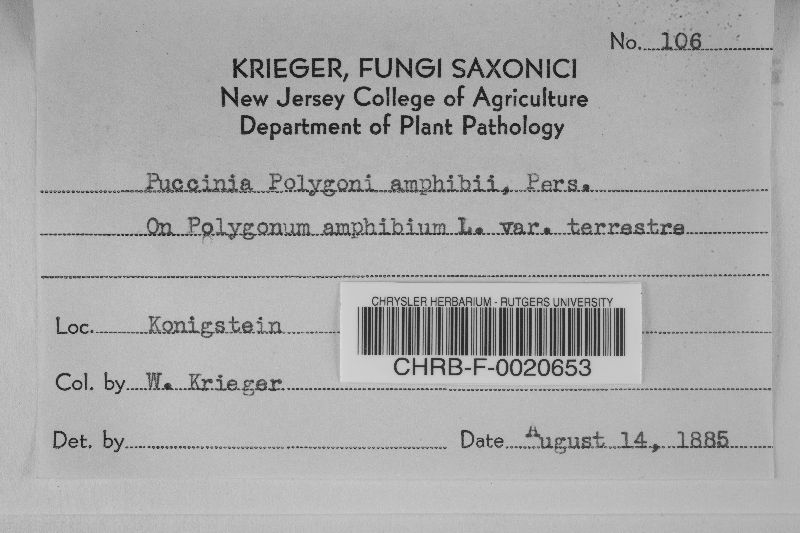 No. 106
KRIEGER, FUNGI SAXONICI
New Jersey College of Agriculture
Department of Plant Pathology
Puccinia Polygoni amphibii, Pers.
On Polygonum amphibium L. var. terrestre
CHRYSLER HERBARIUM - RUTGERS UNIVERSITY
Loc. Konigstein
CHRB-F-0020653
Col. by W. Krieger
Det. by Date August 14, 1885